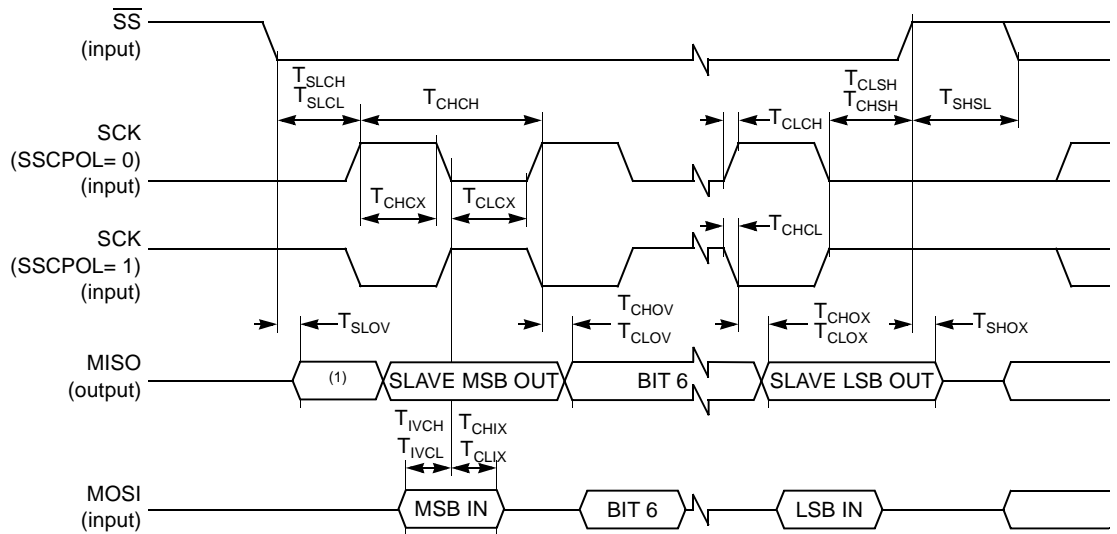 SS
(input)
TSLCH
TSLCL
TCHCH
TCLCH
TCLSH
TCHSH
TSHSL
SCK
(SSCPOL= 0)
(input)
TCHCX
TCLCX
TCHCL
SCK
(SSCPOL= 1)
(input)
TSLOV
TCHOV
TCLOV
TCHOX
TCLOX
TSHOX
MISO
(output)
(1)
SLAVE MSB OUT
BIT 6
SLAVE LSB OUT
TIVCH
TIVCL
TCHIX
TCLIX
MOSI
(input)
MSB IN
BIT 6
LSB IN